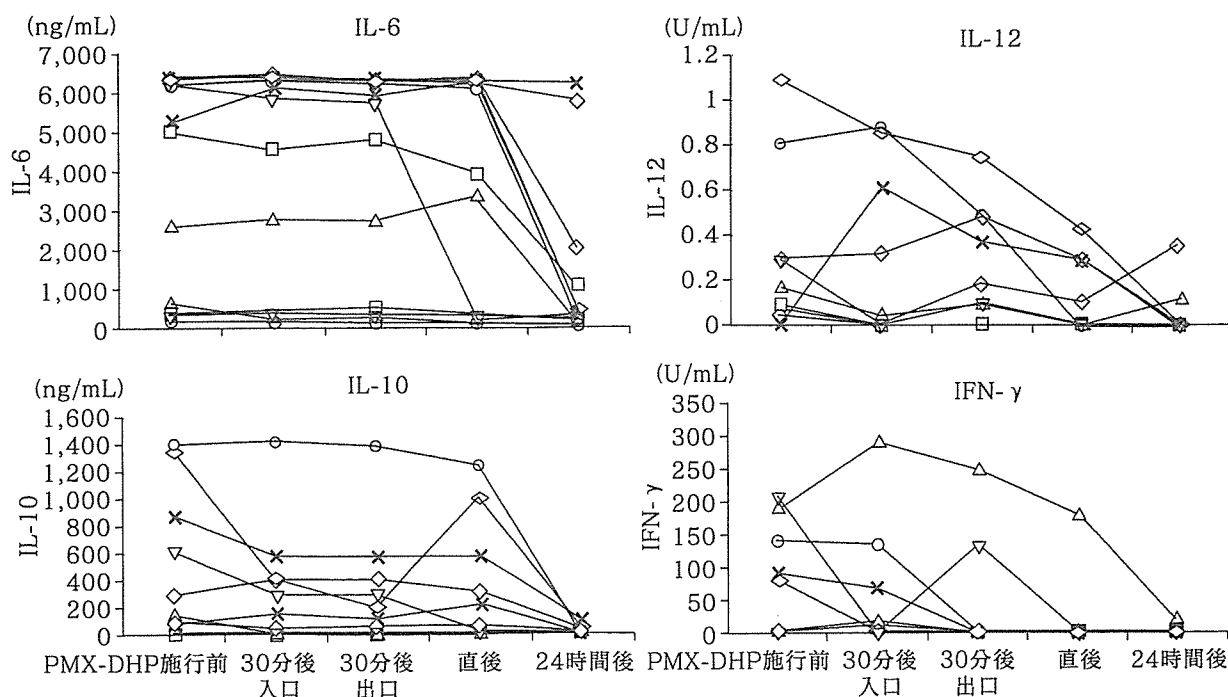 (ng/mL) IL-6
7,000
6,000
5,000
4,000
3,000
2,000
1,000
0
IL-6
(U/mL) IL-12
1.2
1
0.8
0.6
0.4
0.2
0
IL-12
(ng/mL) IL-10
1,600
1,400
1,200
1,000
800
600
400
200
0
IL-10
PMX-DHP施行前 30分後 30分後 直後 24時間後
入口 出口
(U/mL) IFN-γ
350
300
250
200
150
100
50
0
IFN-γ
PMX-DHP施行前 30分後 30分後 直後 24時間後
入口 出口